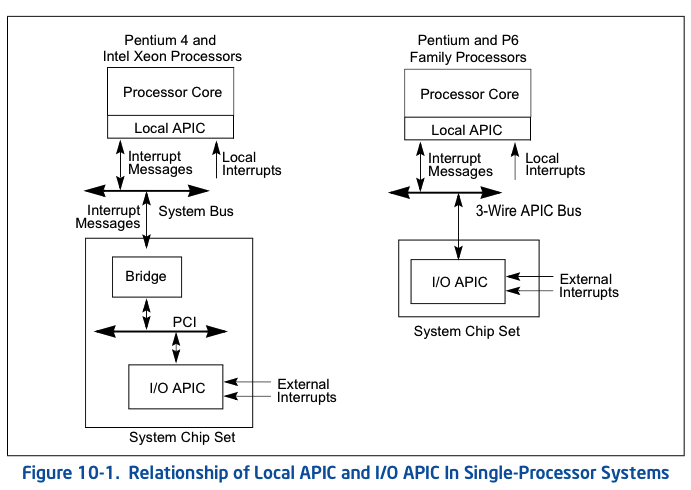 Pentium 4 and
Intel Xeon Processors
Processor Core
Local APIC
Interrupt
Messages
Local
Interrupts
Interrupt
Messages
System Bus
Bridge
PCI
I/O APIC
External
Interrupts
System Chip Set
Pentium and P6
Family Processors
Processor Core
Local APIC
Interrupt
Messages
Local
Interrupts
3-Wire APIC Bus
I/O APIC
External
Interrupts
System Chip Set
Figure 10-1. Relationship of Local APIC and I/O APIC In Single-Processor Systems